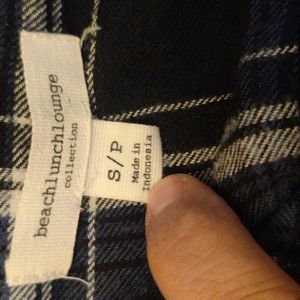 beachlunchlounge
collection
S/P
Made in
Indonesia